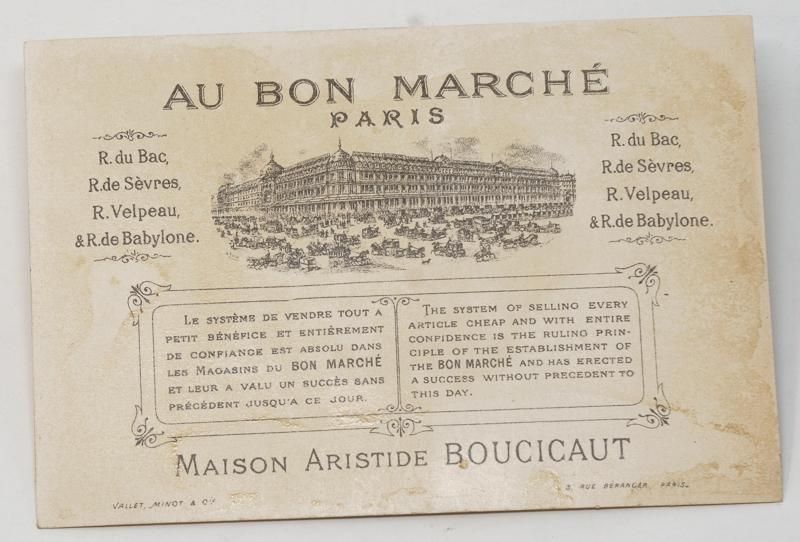 AU BON MARCHÉ
PARIS
R. du Bac,
R. de Sèvres,
R. Velpeau,
& R. de Babylone.
R. du Bac,
R. de Sèvres,
R. Velpeau,
& R. de Babylone.
LE SYSTÈME DE VENDRE TOUT A
PETIT BÉNÉFICE ET ENTIÈREMENT
DE CONFIANCE EST ABSOLU DANS
LES MAGASINS DU BON MARCHÉ
ET LEUR A VALU UN SUCCÈS SANS
PRÉCÉDENT JUSQU'A CE JOUR.
THE SYSTEM OF SELLING EVERY
ARTICLE CHEAP AND WITH ENTIRE
CONFIDENCE IS THE RULING PRIN-
CIPLE OF THE ESTABLISHMENT OF
THE BON MARCHÉ AND HAS ERECTED
A SUCCESS WITHOUT PRECEDENT TO
THIS DAY.
MAISON ARISTIDE BOUCICAUT
VALLET, MINOT & Cie
RUE BÉRANGER, PARIS.